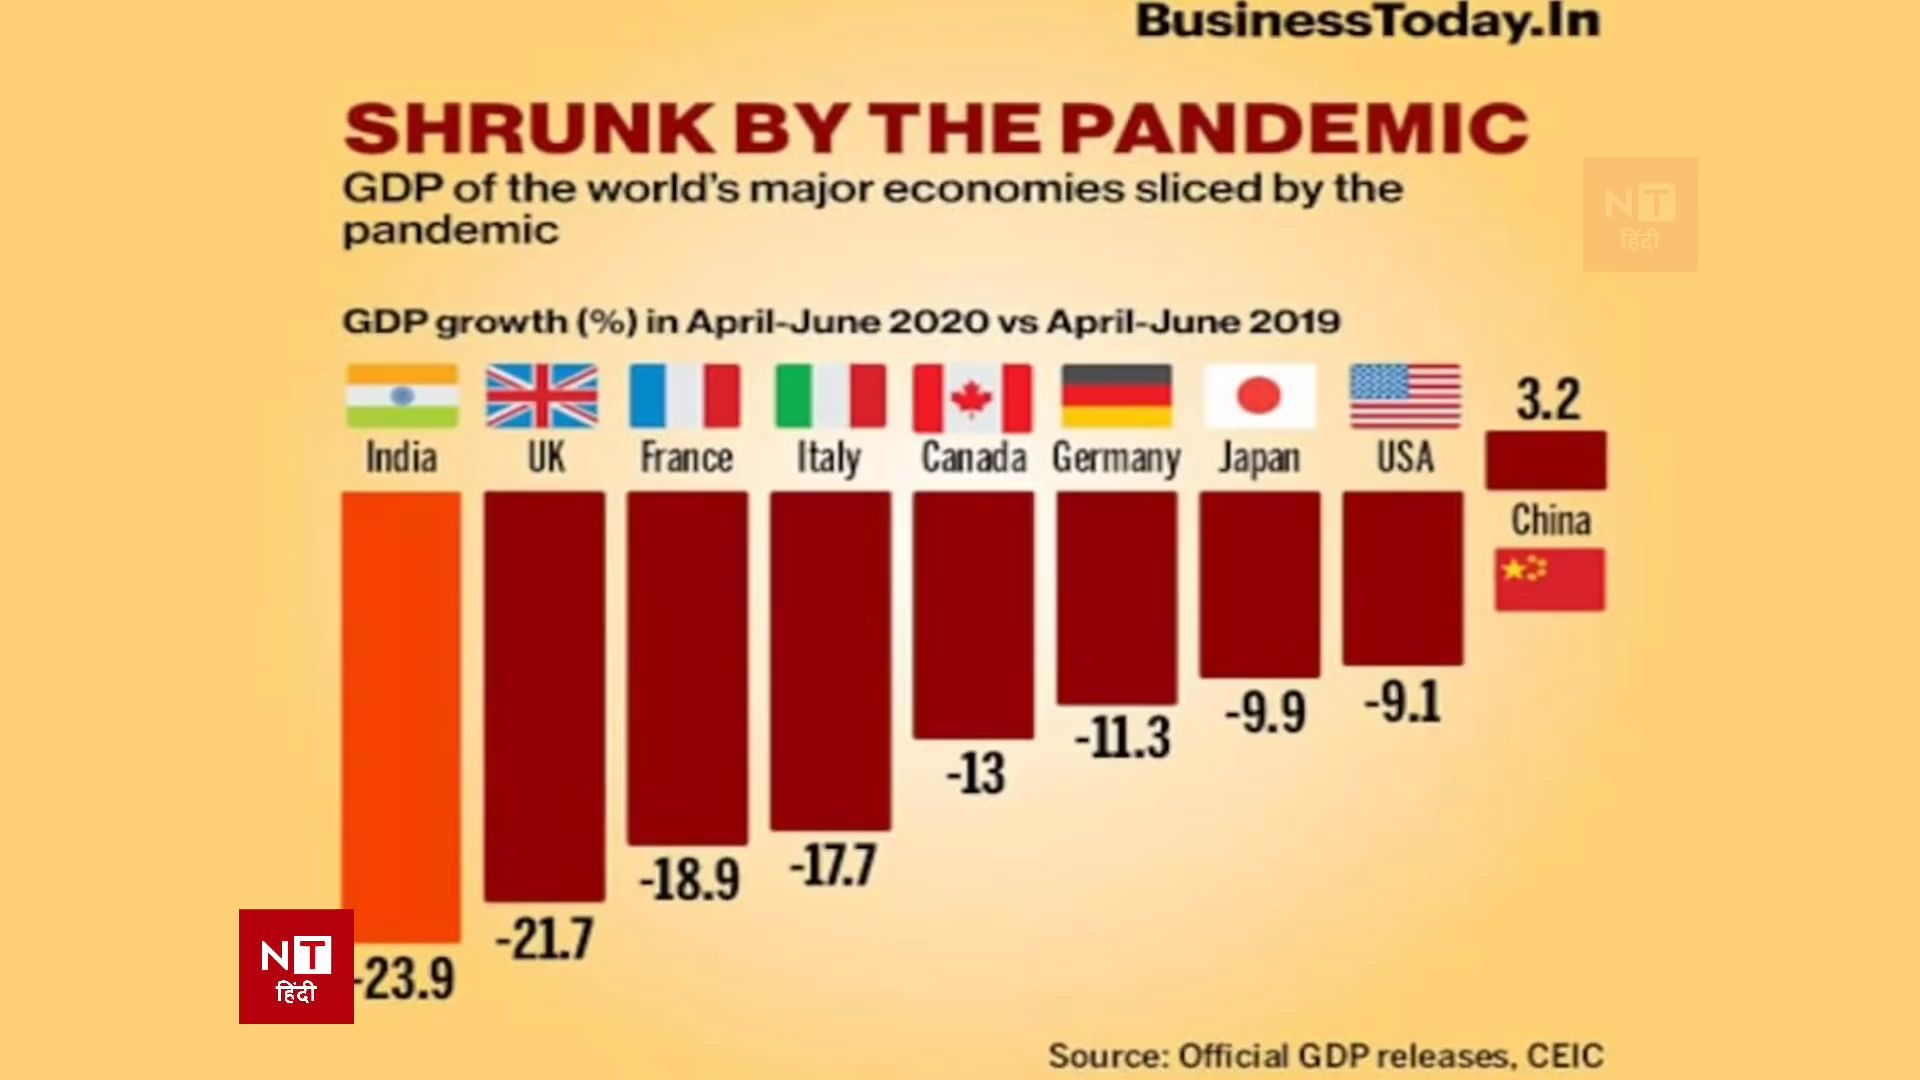 BusinessToday.In
SHRUNK BY THE PANDEMIC
GDP of the world's major economies sliced by the
pandemic
NT
हिंदी
GDP growth (%) in April-June 2020 vs April-June 2019
India UK France Italy Canada Germany Japan USA
3.2
China
-9.1
-9.9
-11.3
-13
-17.7
-18.9
-21.7
-23.9
NT
हिंदी
Source: Official GDP releases, CEIC